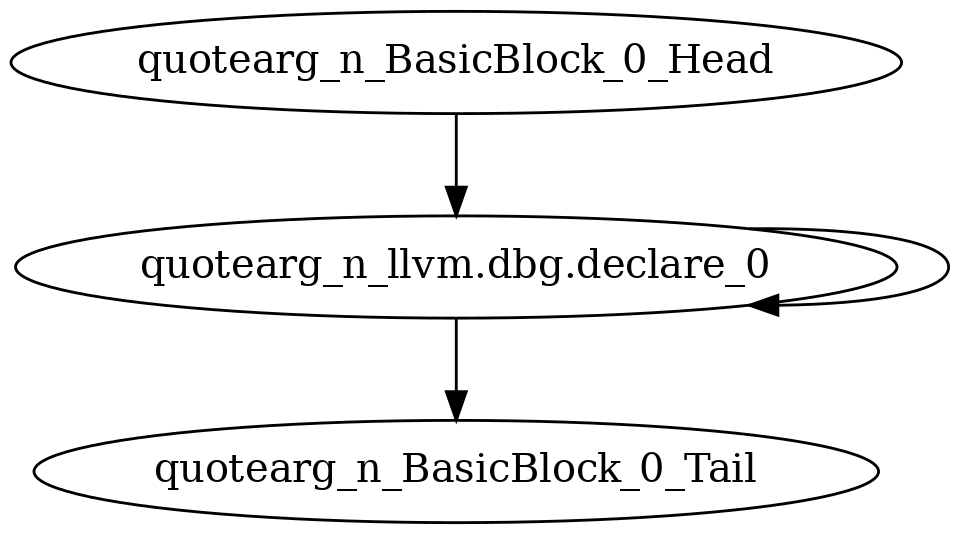 quotearg_n_BasicBlock_0_Head
quotearg_n_llvm.dbg.declare_0
quotearg_n_BasicBlock_0_Tail